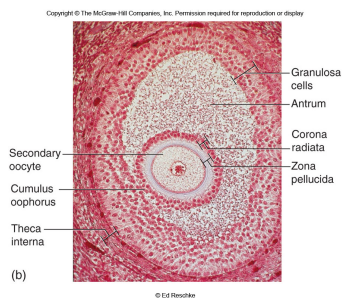 Copyright © The McGraw-Hill Companies, Inc. Permission required for reproduction or display
Granulosa
cells
Antrum
Corona
radiata
Zona
pellucida
Secondary
oocyte
Cumulus
oophorus
Theca
interna
(b)
© Ed Reschke